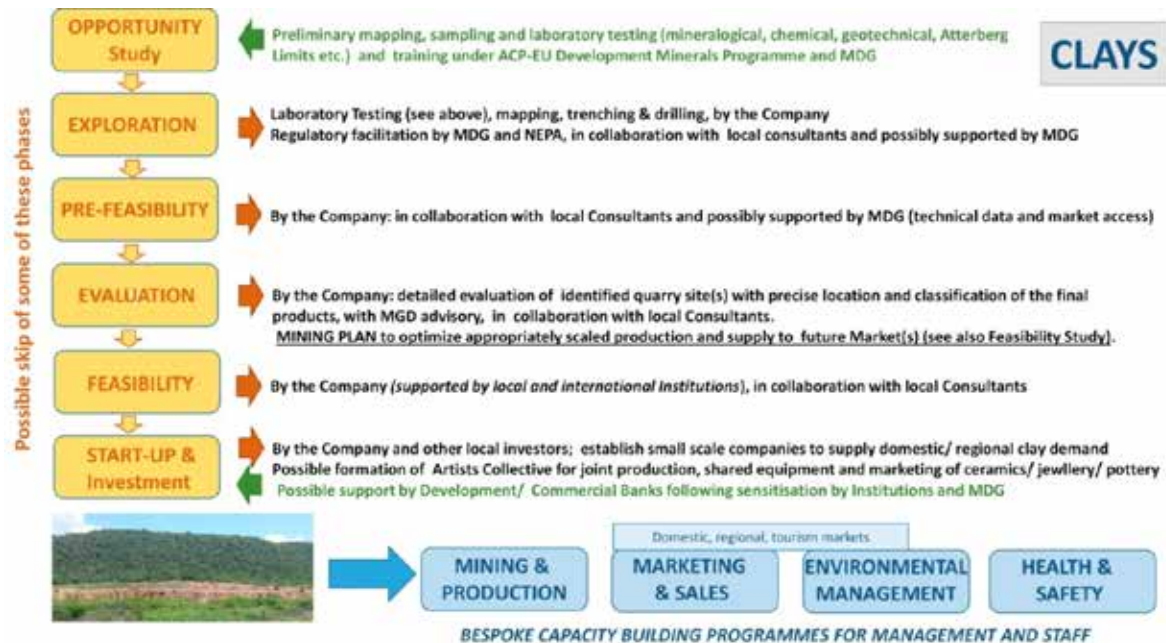 OPPORTUNITY
Study
Preliminary mapping, sampling and laboratory testing (mineralogical, chemical, geotechnical, Atterberg
Limits etc.) and training under ACP-EU Development Minerals Programme and MDG
CLAYS
Possible skip of some of these phases
EXPLORATION
Laboratory Testing (see above), mapping, trenching & drilling, by the Company
Regulatory facilitation by MDG and NEPA, in collaboration with local consultants and possibly supported by MDG
PRE-FEASIBILITY
By the Company: in collaboration with local Consultants and possibly supported by MDG (technical data and market access)
EVALUATION
By the Company: detailed evaluation of identified quarry site(s) with precise location and classification of the final
products, with MGD advisory, in collaboration with local Consultants.
MINING PLAN to optimize appropriately scaled production and supply to future Market(s) (see also Feasibility Study).
FEASIBILITY
By the Company (supported by local and international Institutions), in collaboration with local Consultants
START-UP &
Investment
By the Company and other local investors; establish small scale companies to supply domestic/ regional clay demand
Possible formation of Artists Collective for joint production, shared equipment and marketing of ceramics/ jewllery/ pottery
Possible support by Development/ Commercial Banks following sensitisation by Institutions and MDG
Domestic, regional, tourism markets
MINING &
PRODUCTION
MARKETING
& SALES
ENVIRONMENTAL
MANAGEMENT
HEALTH &
SAFETY
BESPOKE CAPACITY BUILDING PROGRAMMES FOR MANAGEMENT AND STAFF